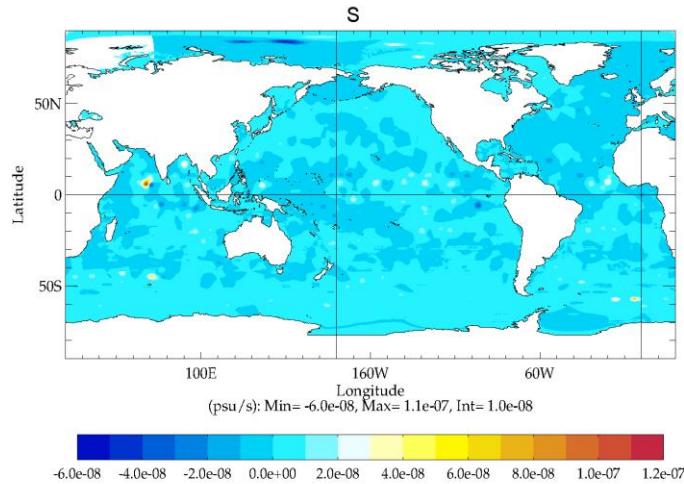 S
50N
0
50S
Latitude
100E
160W
60W
Longitude
(psu/s): Min= -6.0e-08, Max= 1.1e-07, Int= 1.0e-08
-6.0e-08 -4.0e-08 -2.0e-08 0.0e+00 2.0e-08 4.0e-08 6.0e-08 8.0e-08 1.0e-07 1.2e-07